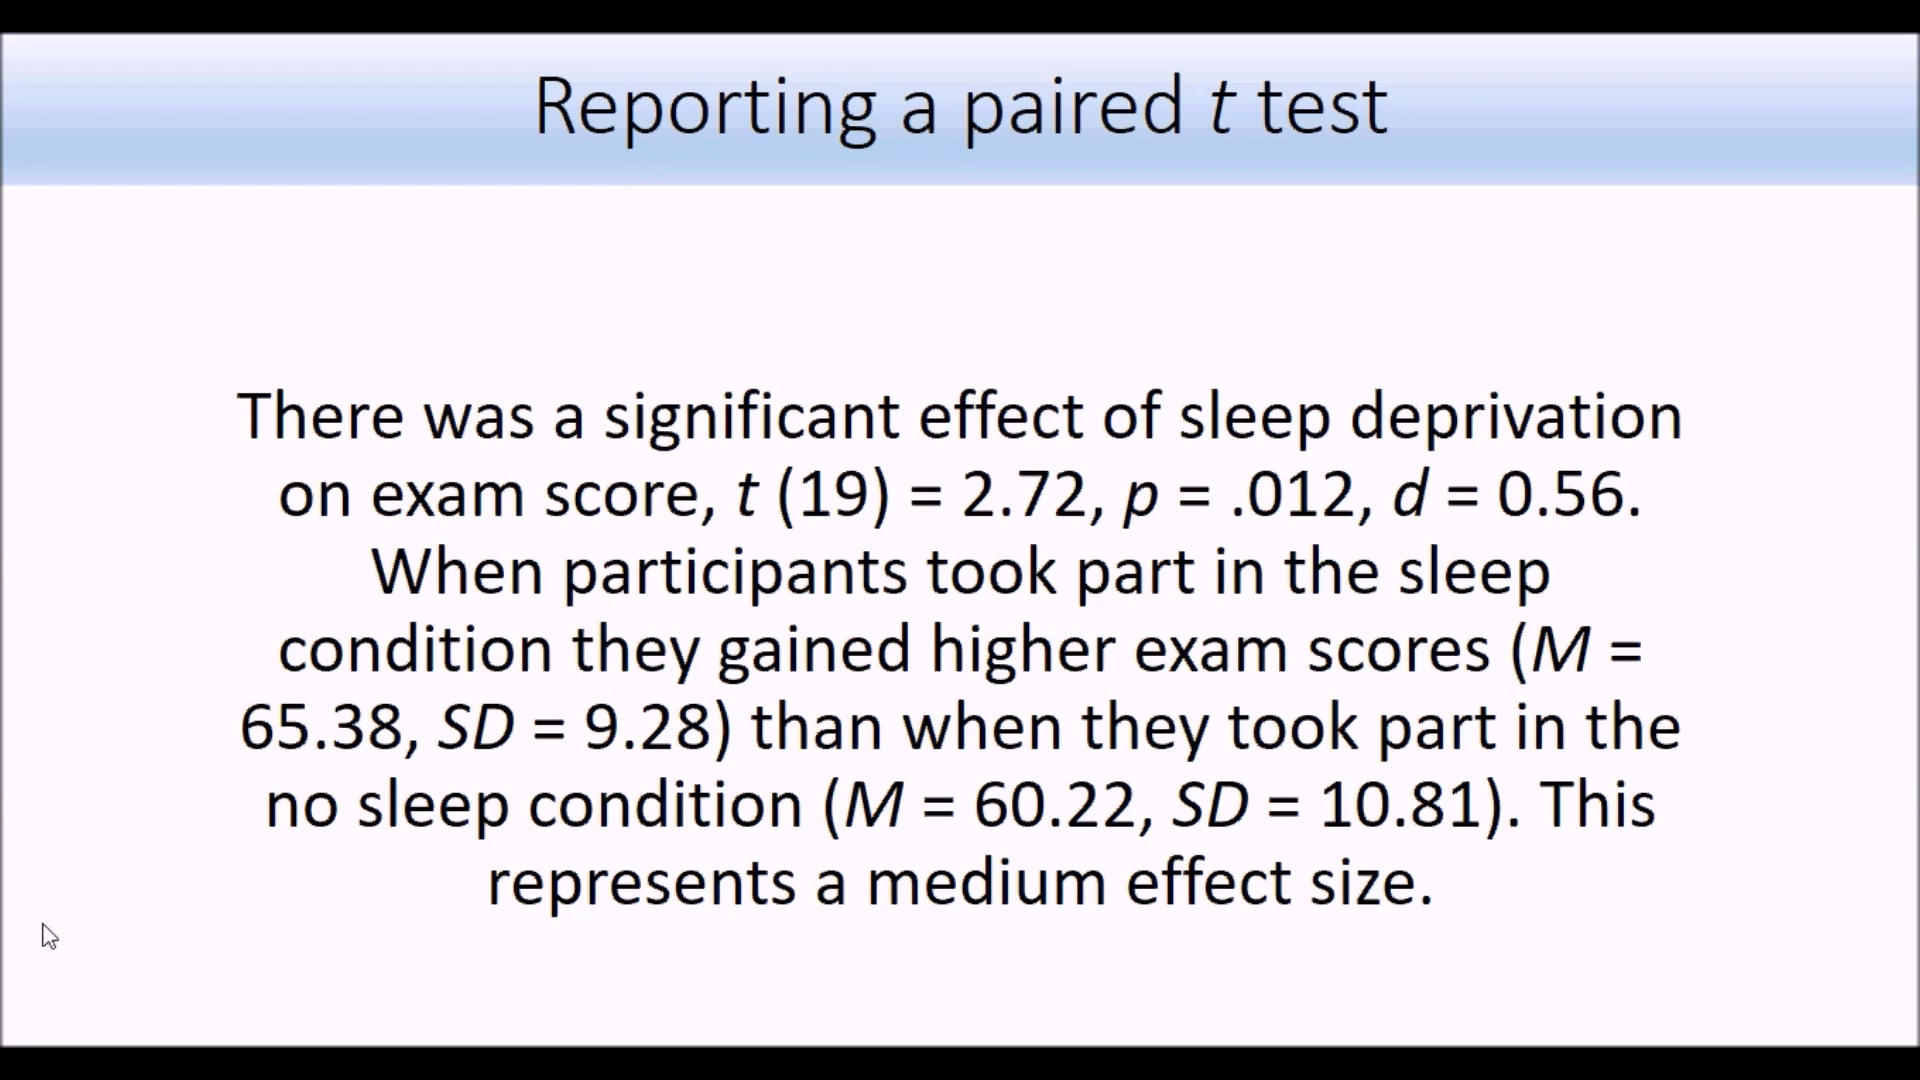 Reporting a paired t test
There was a significant effect of sleep deprivation
on exam score, t (19) = 2.72, p = .012, d = 0.56.
When participants took part in the sleep
condition they gained higher exam scores (M =
65.38, SD = 9.28) than when they took part in the
no sleep condition (M = 60.22, SD = 10.81). This
represents a medium effect size.